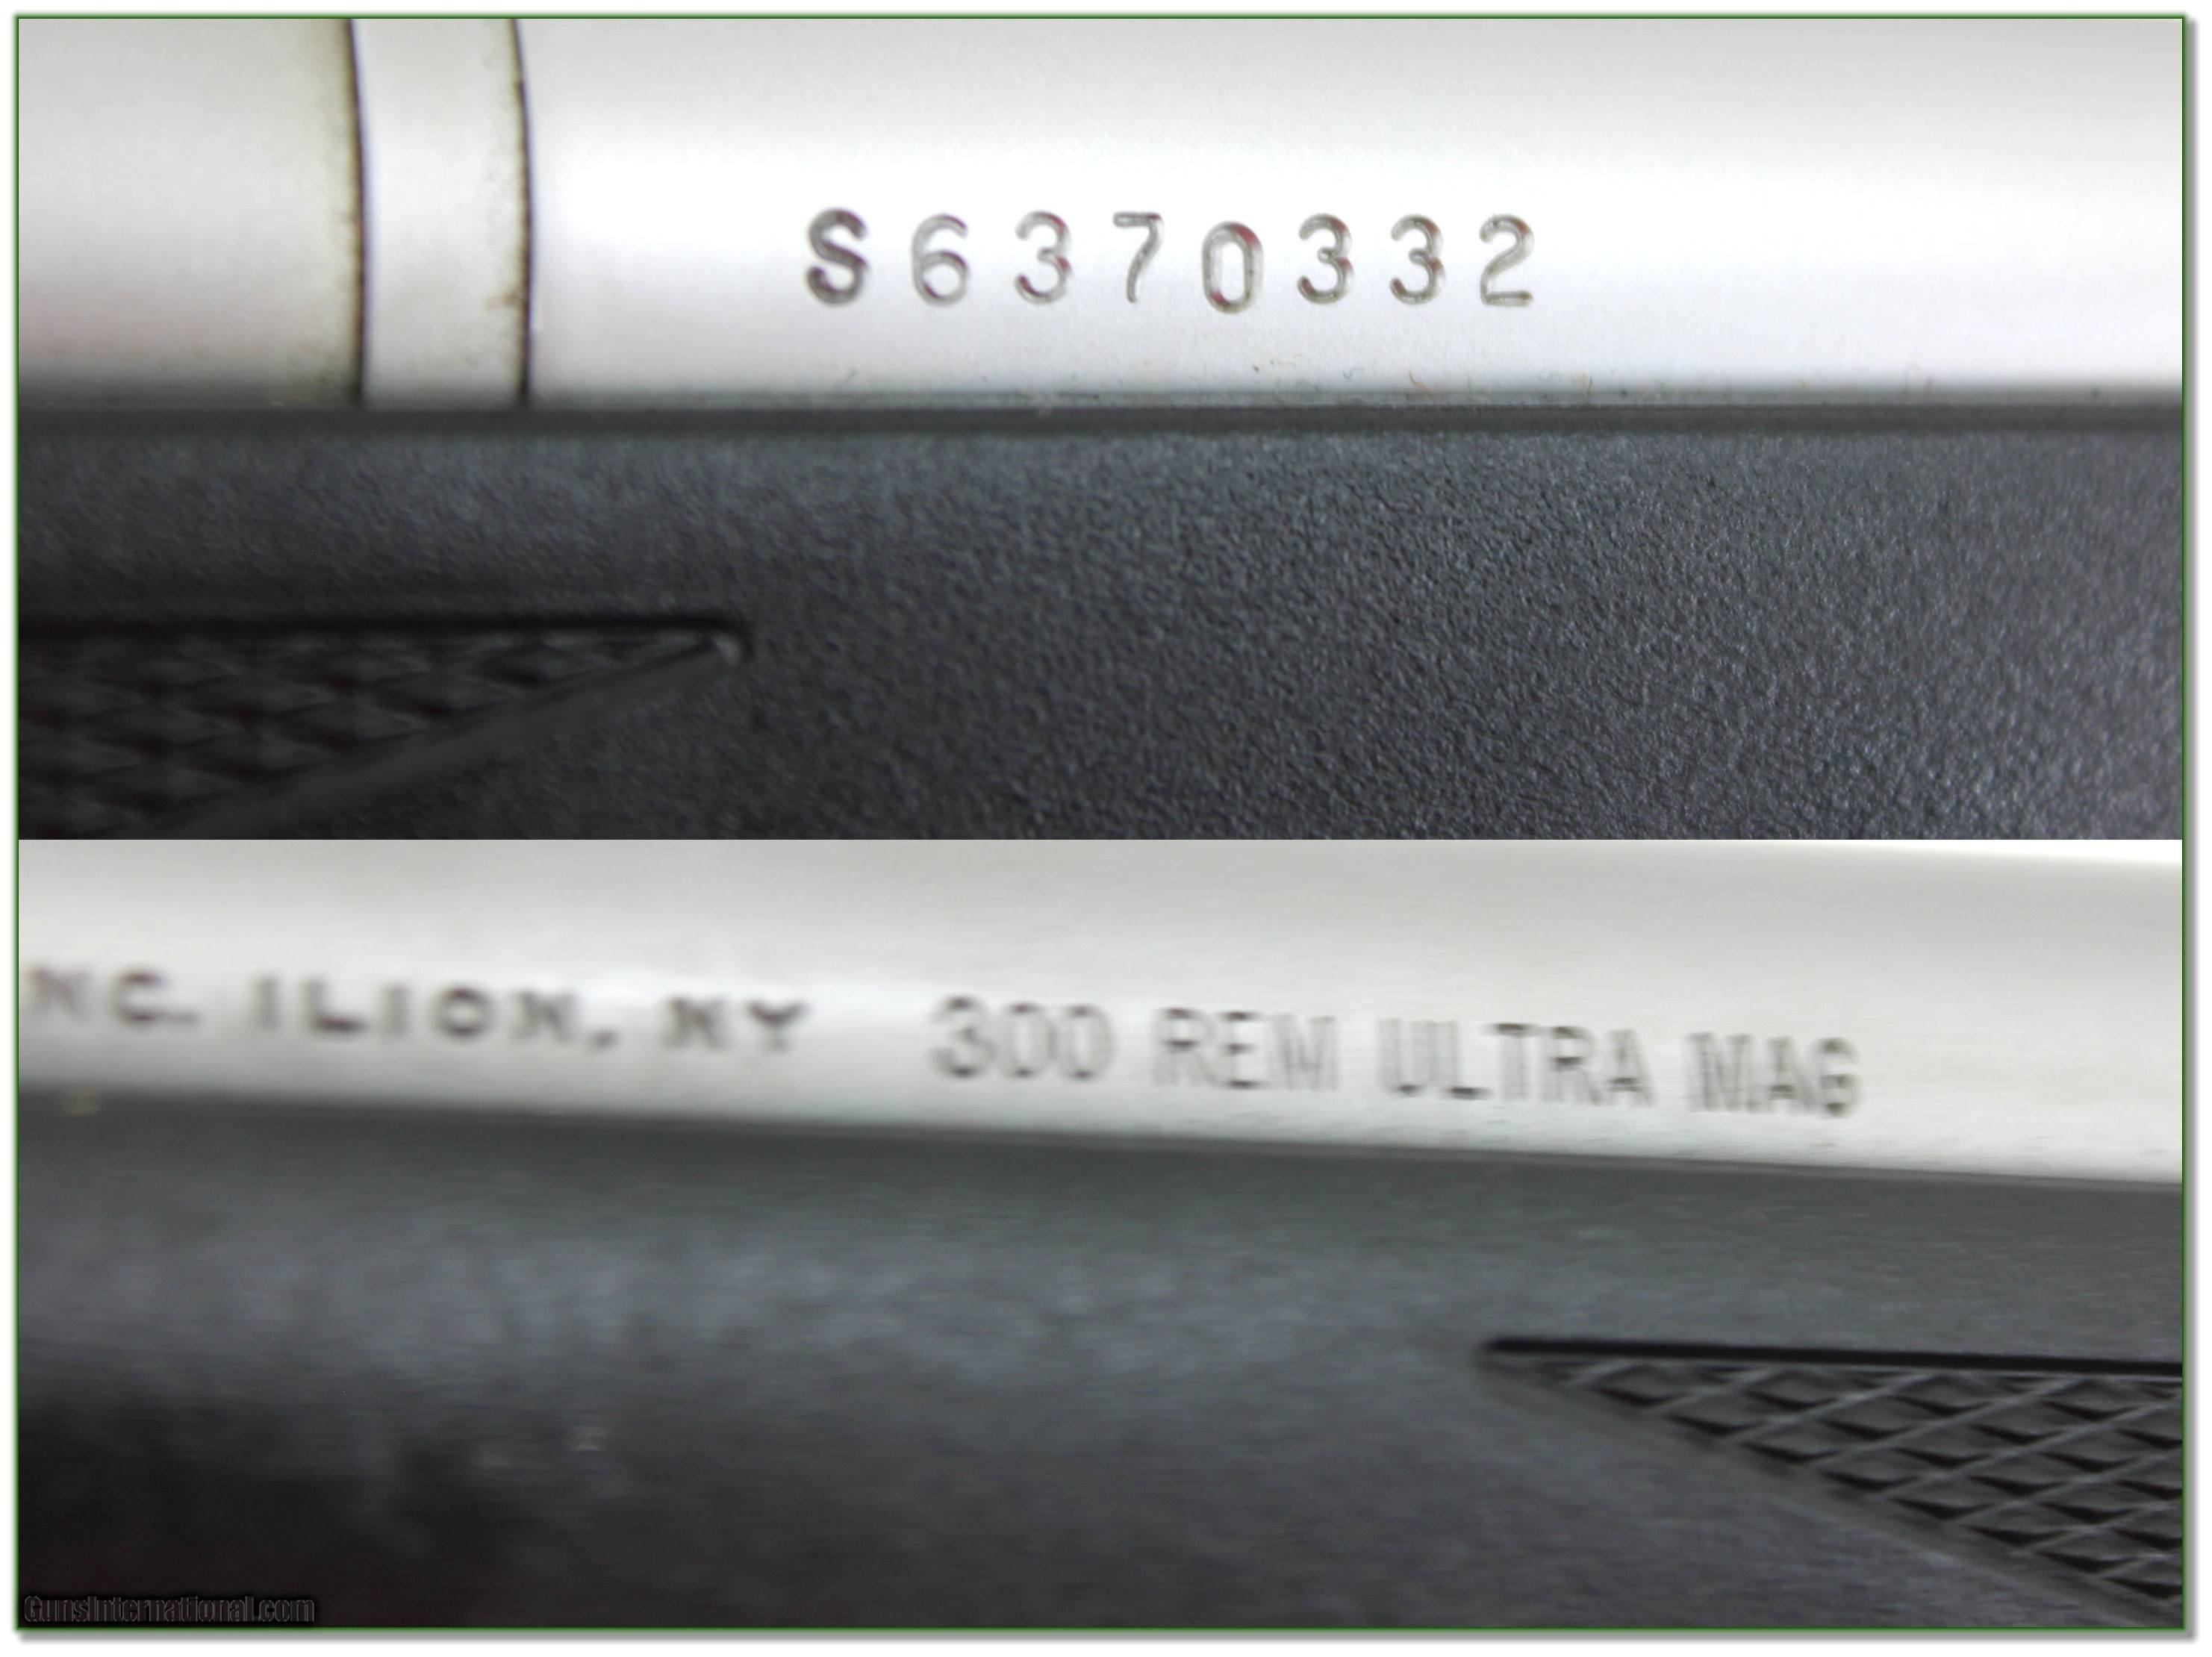 S6370332
NC. ILION, NY 300 REM ULTRA MAG
GunsInternational.com